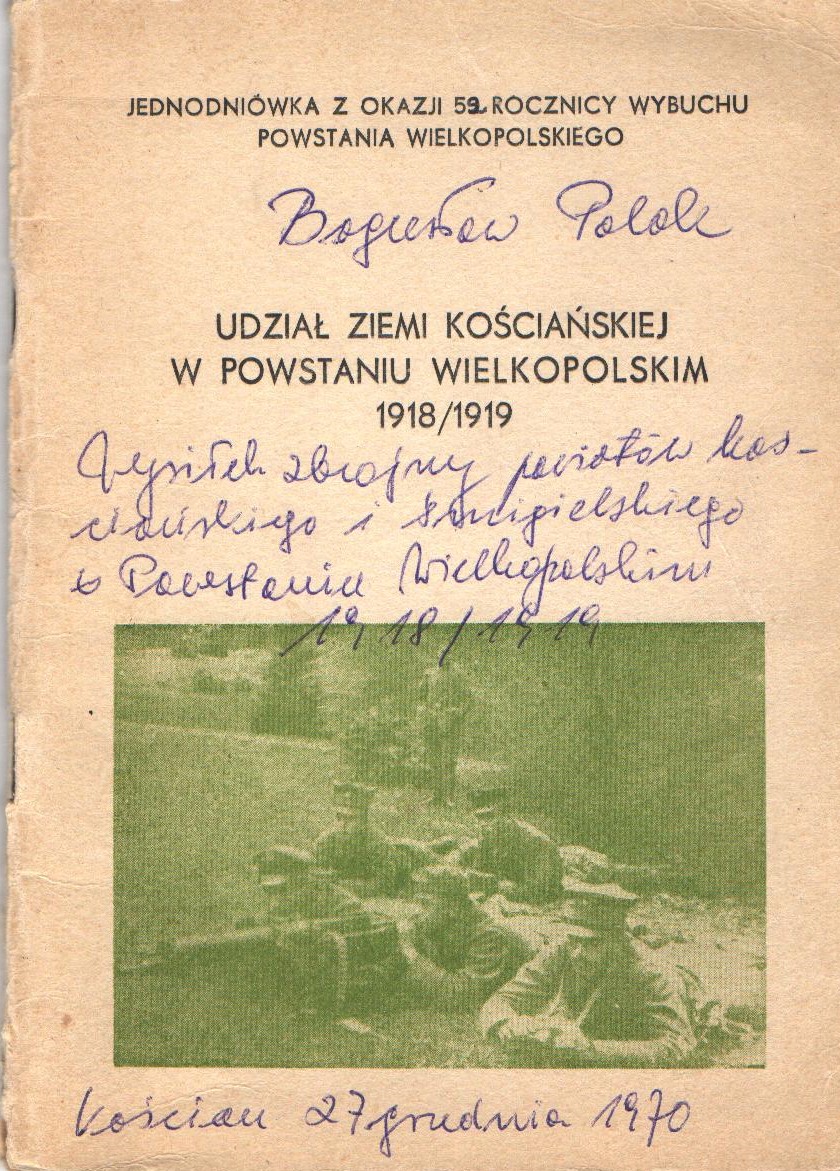 JEDNODNIÓWKA Z OKAZJI 52 ROCZNICY WYBUCHU
POWSTANIA WIELKOPOLSKIEGO
Bogusław Polak
UDZIAŁ ZIEMI KOŚCIAŃSKIEJ
W POWSTANIU WIELKOPOLSKIM
1918/1919
Wysiłek zbrojny powiatów koś-
ciańskiego i śmigielskiego
w Powstaniu Wielkopolskim
1918/1919
Kościan 27 grudnia 1970